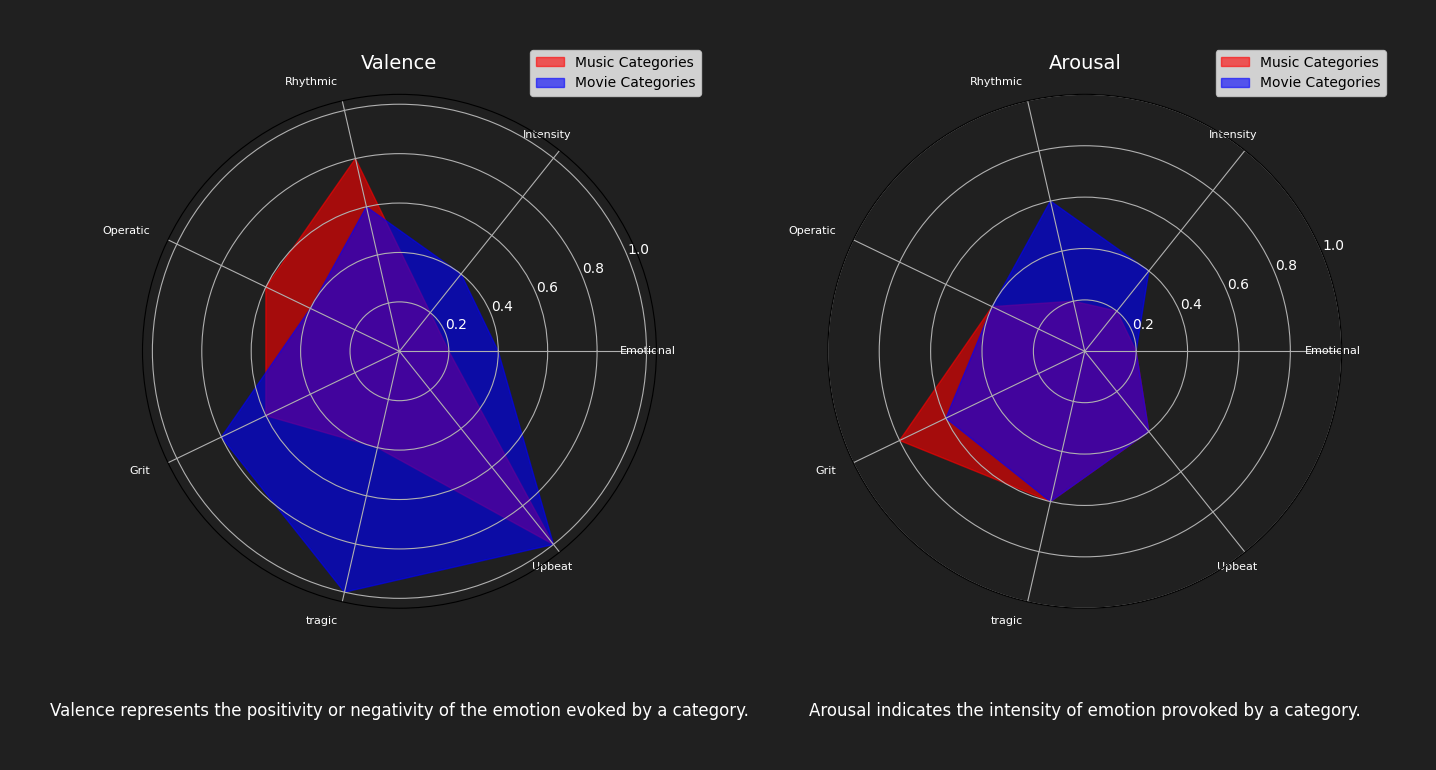 Valence
Music Categories
Movie Categories
Rhythmic
Intensity
Operatic
1.0
0.8
0.6
0.4
0.2
Emotional
Grit
Upbeat
tragic
Valence represents the positivity or negativity of the emotion evoked by a category.
Arousal
Music Categories
Movie Categories
Rhythmic
Intensity
Operatic
1.0
0.8
0.6
0.4
0.2
Emotional
Grit
Upbeat
tragic
Arousal indicates the intensity of emotion provoked by a category.